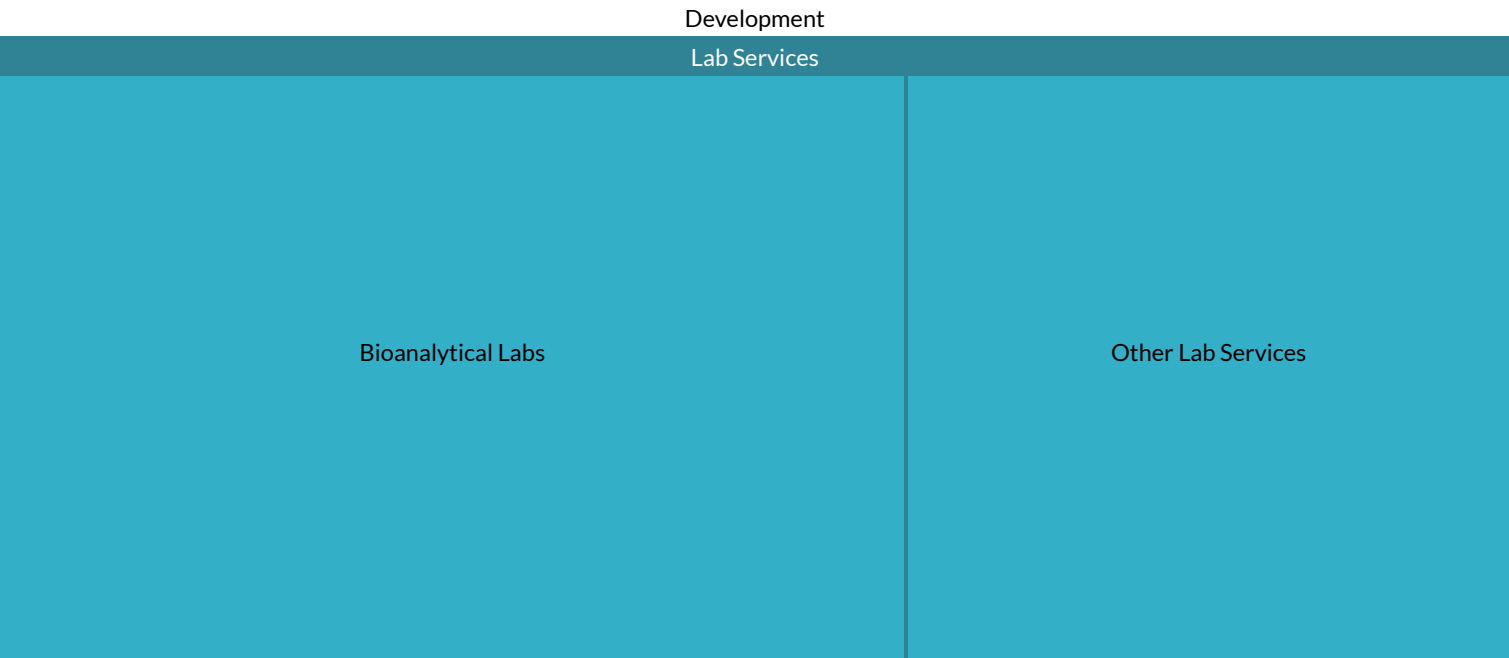 Development
Lab Services
Bioanalytical Labs
Other Lab Services